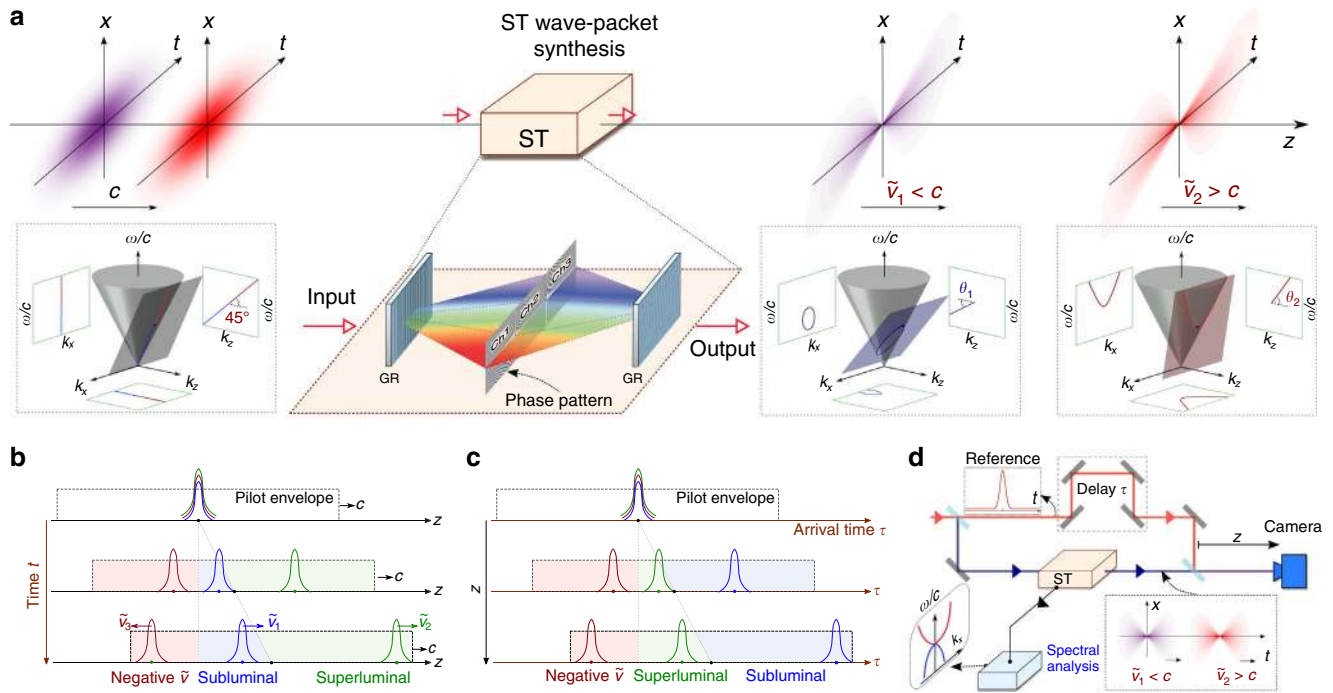 a
x
t
x
t
ST wave-packet
synthesis
x
t
x
t
ST
z
c
ṽ1 < c
ṽ2 > c
ω/c
ω/c
kx
45°
ω/c
kz
kx
kz
Input
GR
Ch1
Ch2
Ch3
GR
Output
Phase pattern
ω/c
ω/c
kx
θ1
ω/c
kz
kx
kz
ω/c
ω/c
kx
θ2
ω/c
kz
kx
kz
b
Pilot envelope
c
z
Time t
c
z
ṽ3
ṽ1
ṽ2
c
z
Negative ṽ
Subluminal
Superluminal
c
Pilot envelope
Arrival time τ
z
τ
τ
Negative ṽ
Superluminal
Subluminal
d
Reference
t
Delay τ
Camera
z
ST
ω/c
kx
Spectral
analysis
x
t
ṽ1 < c
ṽ2 > c